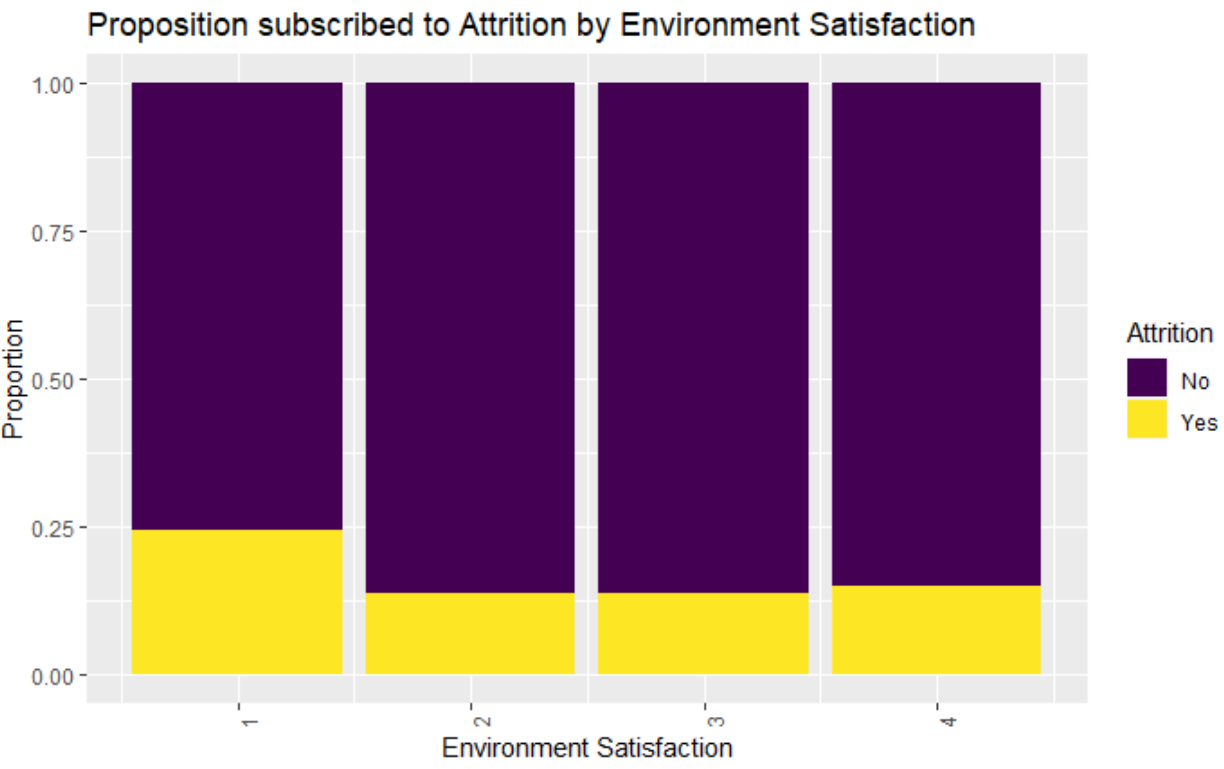 Proposition subscribed to Attrition by Environment Satisfaction
1.00
0.75
0.50
0.25
0.00
Proportion
1
2
3
4
Environment Satisfaction
Attrition
No
Yes